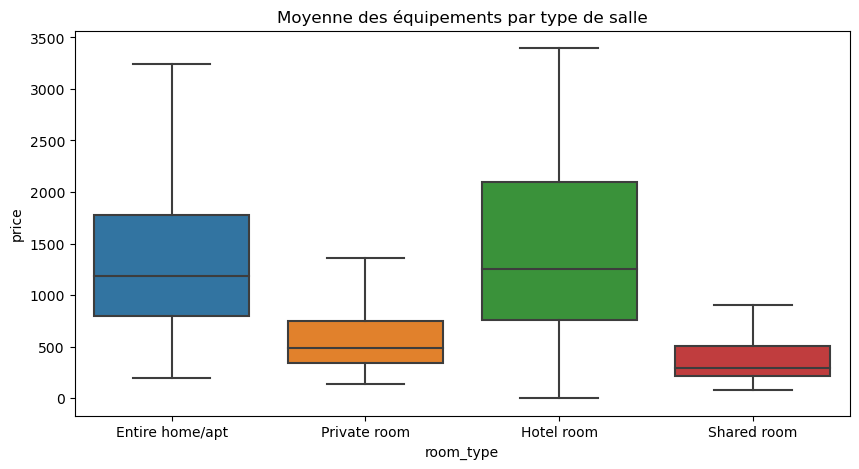 Moyenne des équipements par type de salle
3500
3000
2500
2000
1500
1000
500
0
price
Entire home/apt
Private room
Hotel room
Shared room
room_type